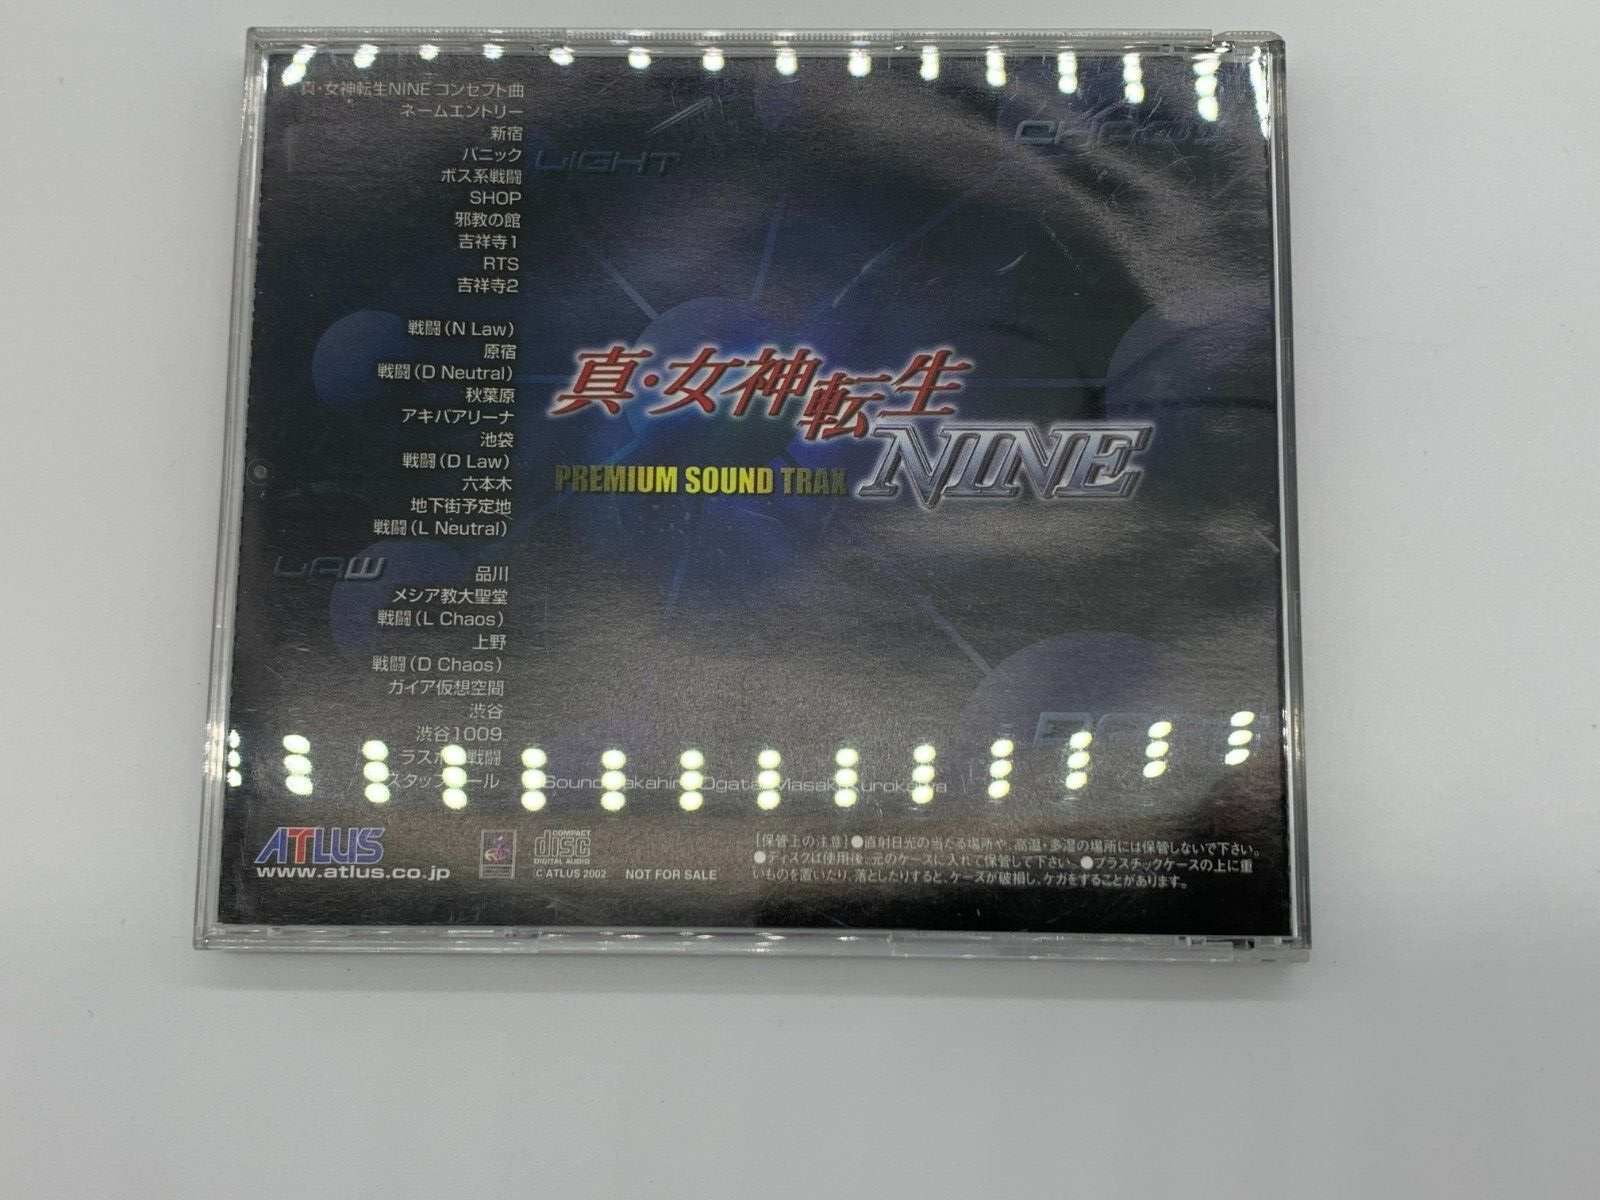 真・女神転生NINE コンセプト曲
ネームエントリー
新宿
パニック
ボス系戦闘
SHOP
邪教の館
吉祥寺1
RTS
吉祥寺2
戦闘(N Law)
原宿
戦闘(D Neutral)
秋葉原
アキバアリーナ
池袋
戦闘(D Law)
六本木
地下街予定地
戦闘(L Neutral)
品川
メシア教大聖堂
戦闘(L Chaos)
上野
戦闘(D Chaos)
ガイア仮想空間
渋谷
渋谷1009
戦闘
LIGHT
LAW
真・女神転生
NINE
PREMIUM SOUND TRAX
ATLUS
www.atlus.co.jp
COMPACT
disc
DIGITAL AUDIO
© ATLUS 2002 NOT FOR SALE
[保管上の注意]●直射日光の当たる場所や、高温・多湿の場所には保管しないで下さい。
●ディスクは使用後、元のケースに入れて保管して下さい。●プラスチックケースの上に重
いものを置いたり、落としたりすると、ケースが破損し、ケガをすることがあります。